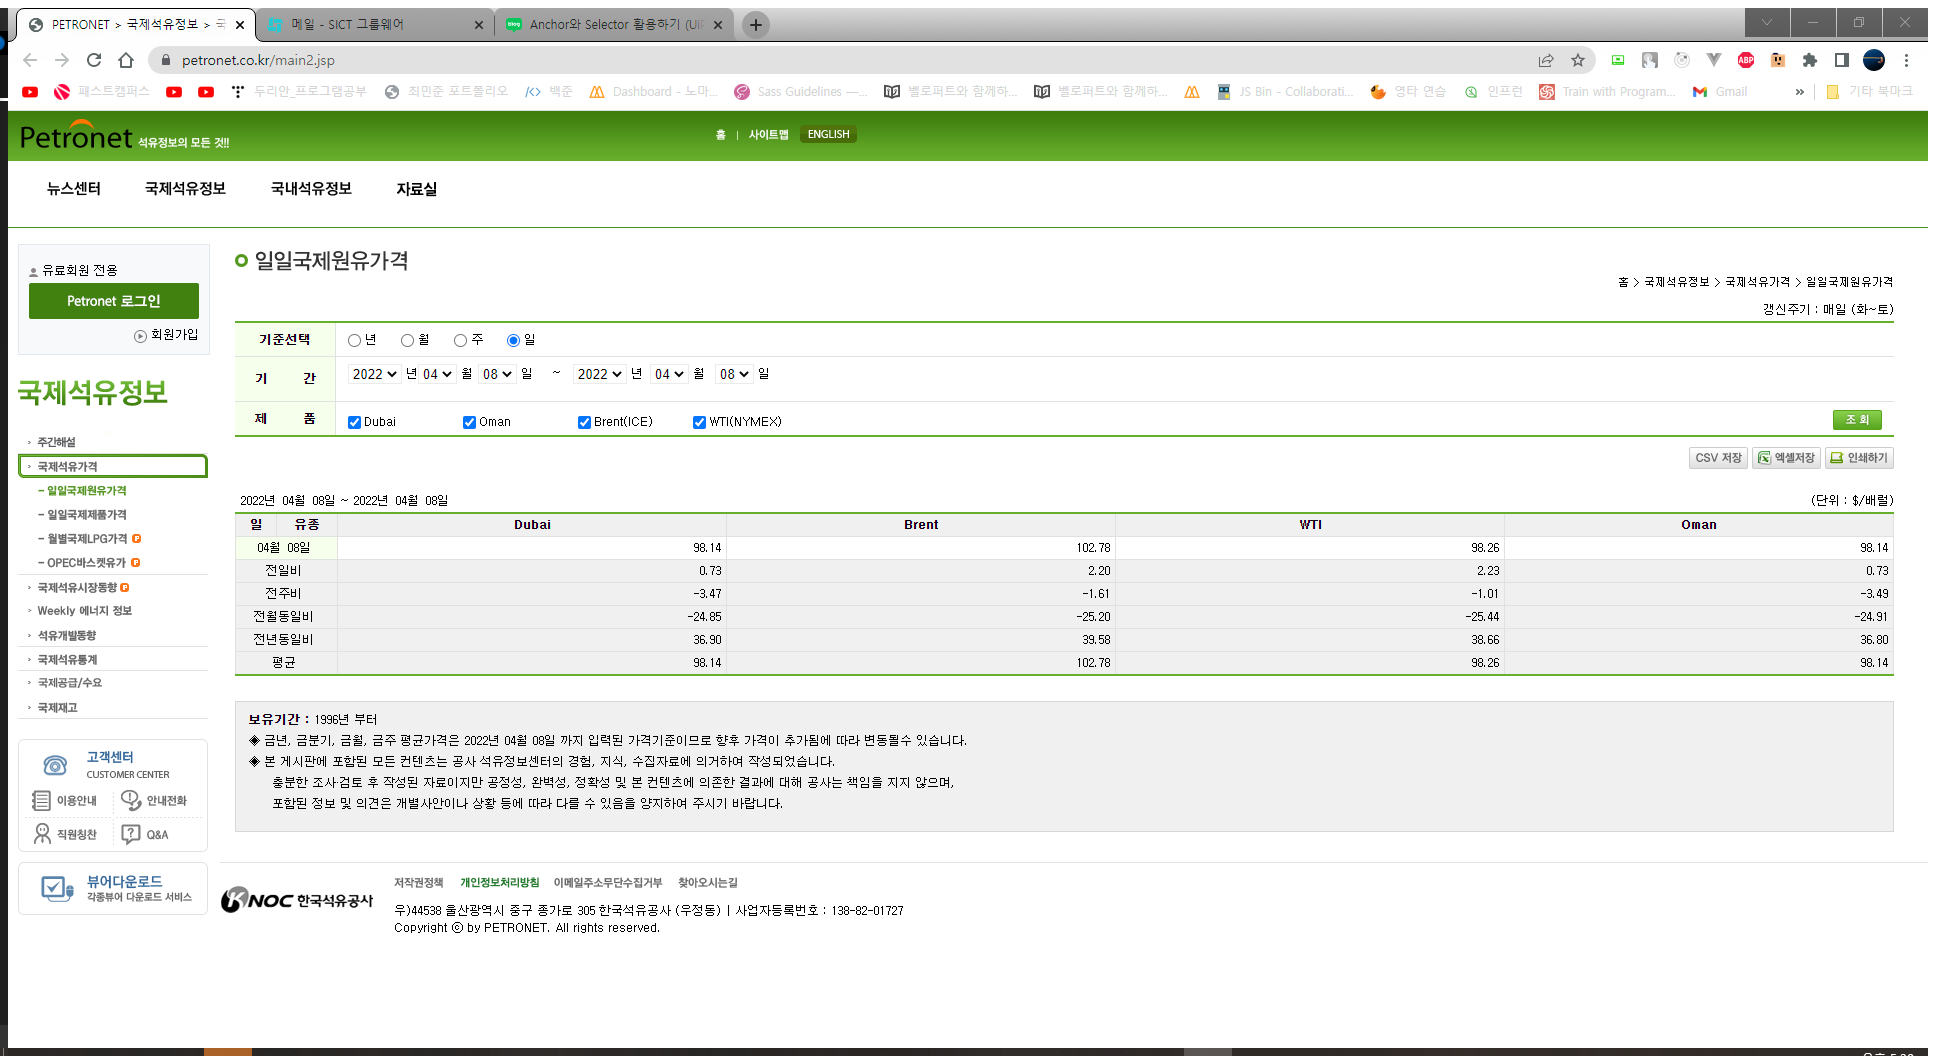 PETRONET > 국제석유정보 > 국
메일 - SICT 그룹웨어
Anchor와 Selector 활용하기 (UiP
petronet.co.kr/main2.jsp
패스트캠퍼스
두리안_프로그램공부
최민준 포트폴리오
백준
Dashboard - 노마...
Sass Guidelines —...
벨로퍼트와 함께하...
벨로퍼트와 함께하...
JS Bin - Collaborati...
영타 연습
인프런
Train with Program...
Gmail
»
기타 북마크
Petronet 석유정보의 모든 것!!
홈 | 사이트맵 ENGLISH
뉴스센터 국제석유정보 국내석유정보 자료실
유료회원 전용
Petronet 로그인
회원가입
국제석유정보
주간해설
국제석유가격
– 일일국제원유가격
– 일일국제제품가격
– 월별국제LPG가격 P
– OPEC바스켓유가 P
국제석유시장동향 P
Weekly 에너지 정보
석유개발동향
국제석유통계
국제공급/수요
국제재고
고객센터
CUSTOMER CENTER
이용안내 안내전화
직원칭찬 Q&A
뷰어다운로드
각종뷰어 다운로드 서비스
일일국제원유가격
홈 > 국제석유정보 > 국제석유가격 > 일일국제원유가격
갱신주기 : 매일 (화~토)
기준선택 년 월 주 일
기 간 2022 년 04 월 08 일 ~ 2022 년 04 월 08 일
제 품 Dubai Oman Brent(ICE) WTI(NYMEX) 조회
CSV 저장 엑셀저장 인쇄하기
2022년 04월 08일 ~ 2022년 04월 08일 (단위 : $/배럴)
일 유종 Dubai Brent WTI Oman
04월 08일 98.14 102.78 98.26 98.14
전일비 0.73 2.20 2.23 0.73
전주비 -3.47 -1.61 -1.01 -3.49
전월동일비 -24.85 -25.20 -25.44 -24.91
전년동일비 36.90 39.58 38.66 36.80
평균 98.14 102.78 98.26 98.14
보유기간 : 1996년 부터
◈ 금년, 금분기, 금월, 금주 평균가격은 2022년 04월 08일 까지 입력된 가격기준이므로 향후 가격이 추가됨에 따라 변동될수 있습니다.
◈ 본 게시판에 포함된 모든 컨텐츠는 공사 석유정보센터의 경험, 지식, 수집자료에 의거하여 작성되었습니다.
충분한 조사·검토 후 작성된 자료이지만 공정성, 완벽성, 정확성 및 본 컨텐츠에 의존한 결과에 대해 공사는 책임을 지지 않으며,
포함된 정보 및 의견은 개별사안이나 상황 등에 따라 다를 수 있음을 양지하여 주시기 바랍니다.
KNOC 한국석유공사
저작권정책 개인정보처리방침 이메일주소무단수집거부 찾아오시는길
우)44538 울산광역시 중구 종가로 305 한국석유공사 (우정동) | 사업자등록번호 : 138-82-01727
Copyright ⓒ by PETRONET. All rights reserved.